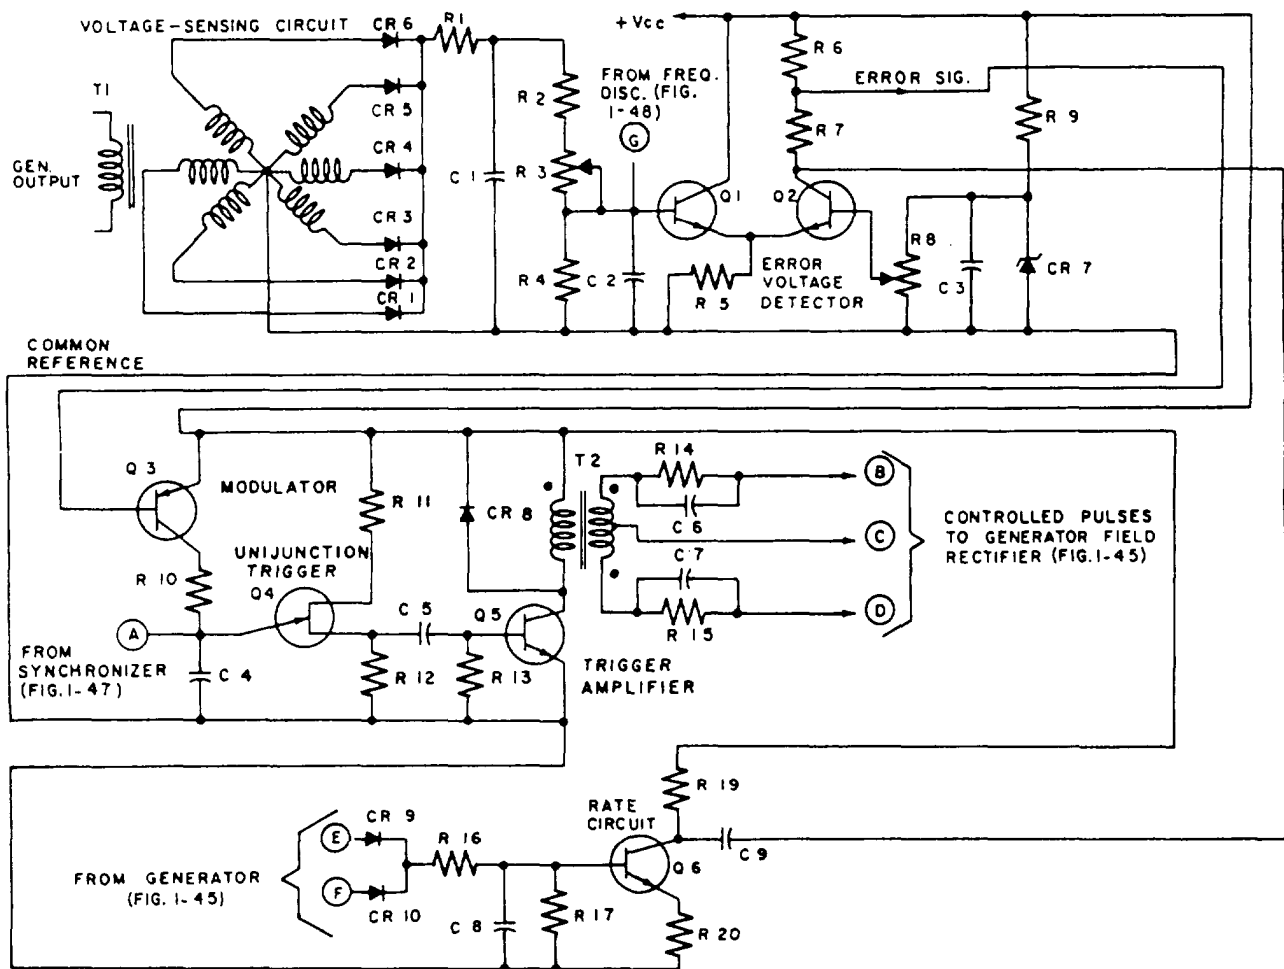 VOLTAGE-SENSING CIRCUIT
T1
GEN.
OUTPUT
CR 6
CR 5
CR 4
CR 3
CR 2
CR 1
R1
C 1
R 2
R 3
R 4
C 2
FROM FREQ.
DISC. (FIG.
1-48)
G
+Vcc
Q1
Q2
R 5
ERROR
VOLTAGE
DETECTOR
R 6
R 7
ERROR SIG.
R 9
R8
C 3
CR 7
COMMON
REFERENCE
Q 3
MODULATOR
R 10
A
FROM
SYNCHRONIZER
(FIG. 1-47)
C 4
UNIJUNCTION
TRIGGER
Q4
R 11
R 12
C 5
R 13
CR 8
Q5
TRIGGER
AMPLIFIER
T2
R 14
C 6
C 7
R 15
B
C
D
CONTROLLED PULSES
TO GENERATOR FIELD
RECTIFIER (FIG. 1-45)
FROM GENERATOR
(FIG. 1-45)
E
F
CR 9
CR 10
R 16
C 8
R 17
RATE
CIRCUIT
Q 6
R 19
C 9
R 20